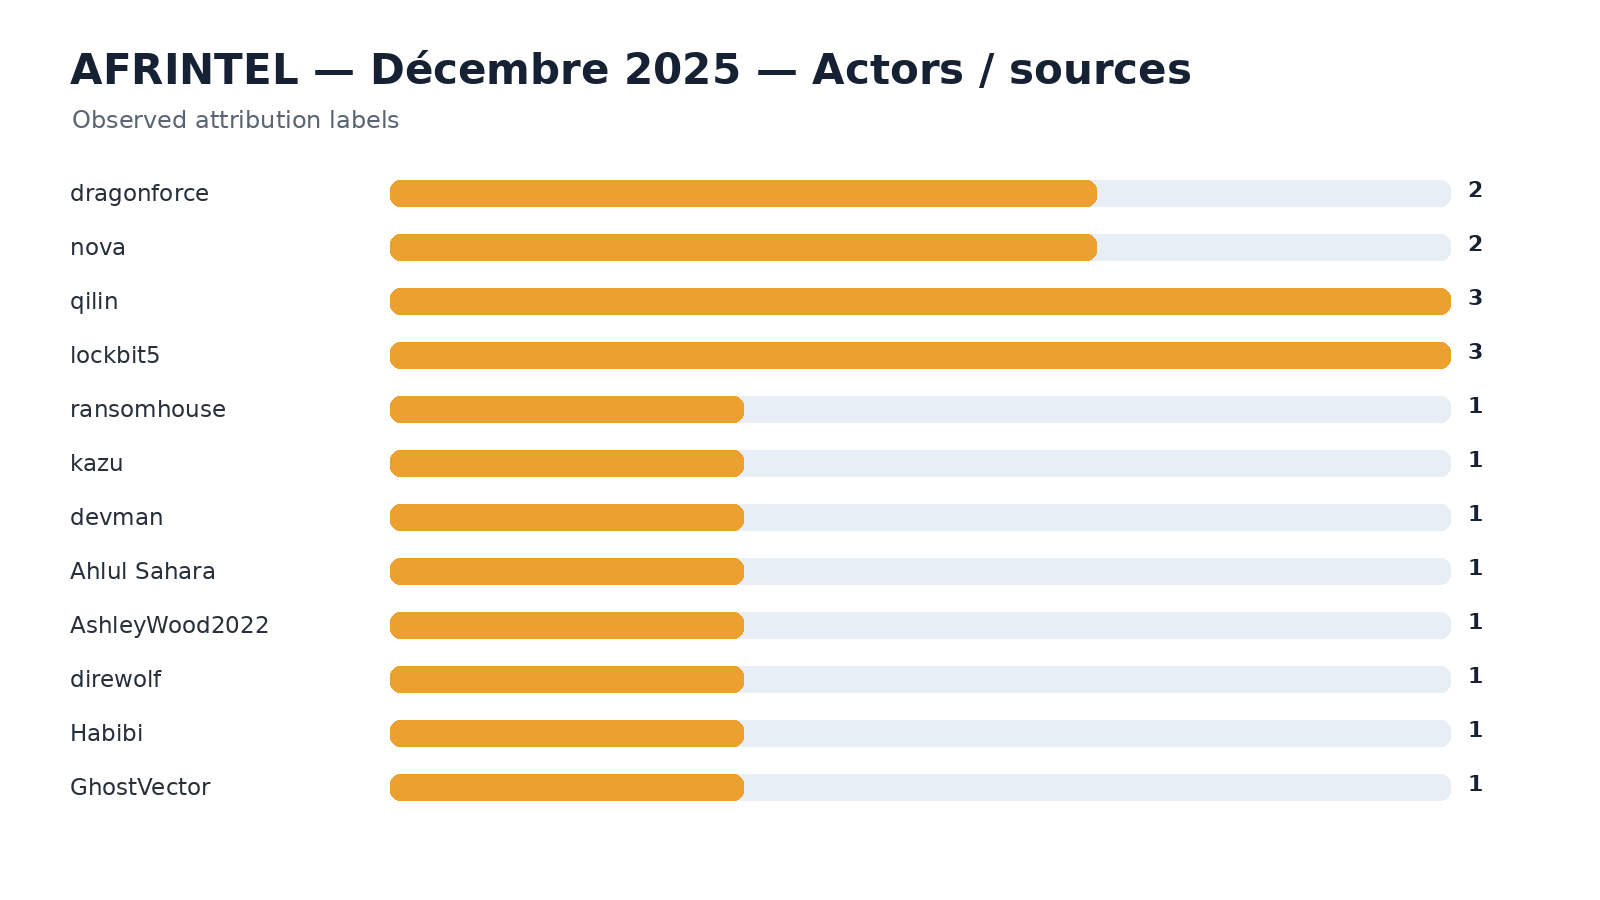 AFRINTEL — Décembre 2025 — Actors / sources
Observed attribution labels
dragonforce 2
nova 2
qilin 3
lockbit5 3
ransomhouse 1
kazu 1
devman 1
Ahlul Sahara 1
AshleyWood2022 1
direwolf 1
Habibi 1
GhostVector 1